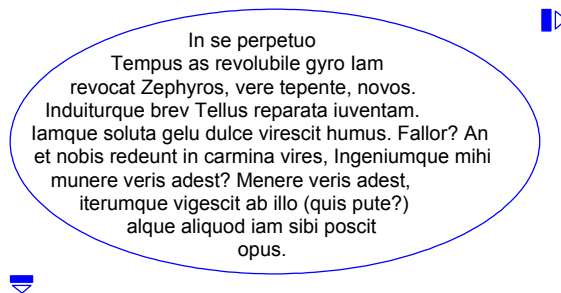 In se perpetuo
Tempus as revolubile gyro Iam
revocat Zephyros, vere tepente, novos.
Induiturque brev Tellus reparata iuventam.
Iamque soluta gelu dulce virescit humus. Fallor? An
et nobis redeunt in carmina vires, Ingeniumque mihi
munere veris adest? Menere veris adest,
iterumque vigescit ab illo (quis pute?)
alque aliquod iam sibi poscit
opus.